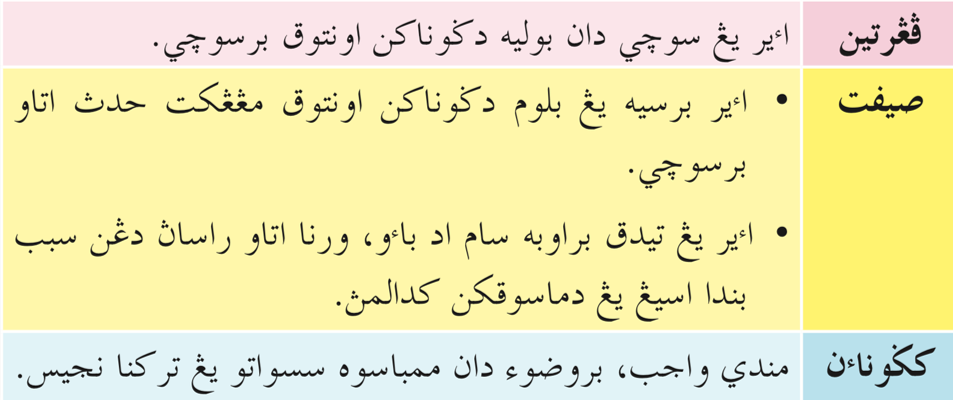 ڤڠرتين
اءير يڠ سوچي دان بوليه دݢوناکن اونتوق برسوچي.
صيفت
• اءير برسيه يڠ بلوم دݢوناکن اونتوق مڠڠکت حدث اتاو
برسوچي.
• اءير يڠ تيدق براوبه سام اد باءو، ورنا اتاو راساڽ دڠن سبب
بندا اسيڠ يڠ دماسوقکن کدالمڽ.
کݢوناءن
مندي واجب، بروضوء دان ممباسوه سسواتو يڠ ترکنا نجيس.